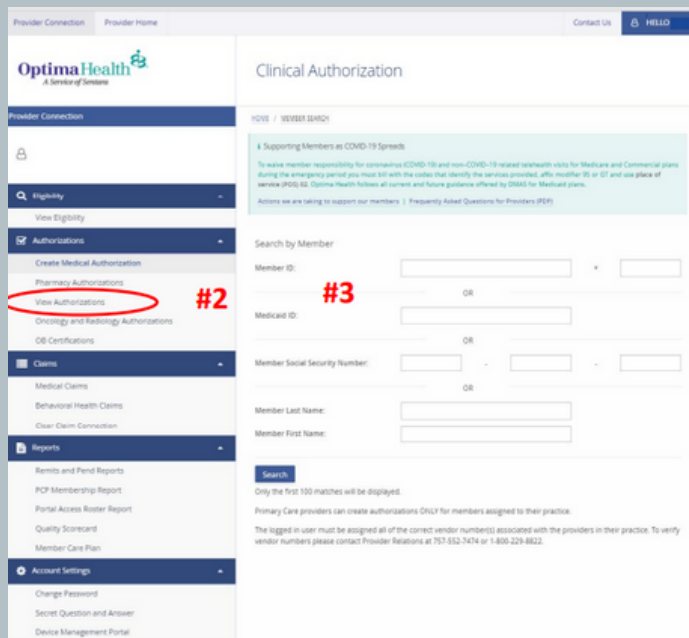 Provider Connection Provider Home Contact Us HELLO
OptimaHealth
A Service of Sentara
Clinical Authorization
Provider Connection
HOME / MEMBER SEARCH
Supporting Members as COVID-19 Spreads
To waive member responsibility for coronavirus (COVID-19) and non-COVID-19 related telehealth visits for Medicare and Commercial plans
during the emergency period you must bill with the codes that identify the services provided, affix modifier 95 or GT and use place of
service (POS) 02. Optima Health follows all current and future guidance offered by DMAS for Medicaid plans.
Actions we are taking to support our members | Frequently Asked Questions for Providers (PDF)
Eligibility
View Eligibility
Authorizations
Create Medical Authorization
Pharmacy Authorizations
View Authorizations
#2
Oncology and Radiology Authorizations
OB Certifications
Claims
Medical Claims
Behavioral Health Claims
Clear Claim Connection
Reports
Remits and Pend Reports
PCP Membership Report
Portal Access Roster Report
Quality Scorecard
Member Care Plan
Account Settings
Change Password
Secret Question and Answer
Device Management Portal
Search by Member
Member ID: *
#3
OR
Medicaid ID:
OR
Member Social Security Number: - -
OR
Member Last Name:
Member First Name:
Search
Only the first 100 matches will be displayed.
Primary Care providers can create authorizations ONLY for members assigned to their practice.
The logged in user must be assigned all of the correct vendor number(s) associated with the providers in their practice. To verify
vendor numbers please contact Provider Relations at 757-552-7474 or 1-800-229-8822.